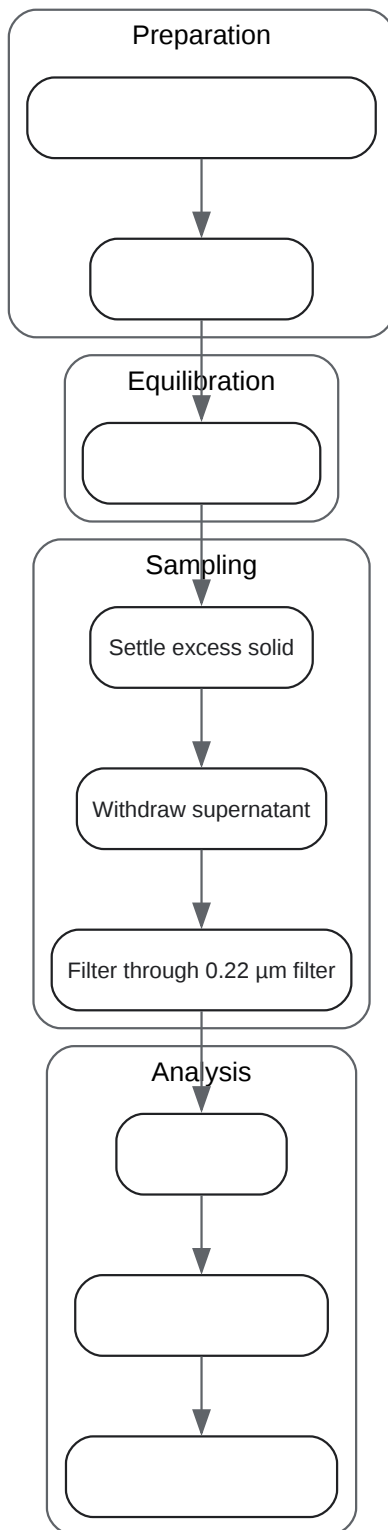 Preparation
Equilibration
Sampling
Settle excess solid
Withdraw supernatant
Filter through 0.22 µm filter
Analysis